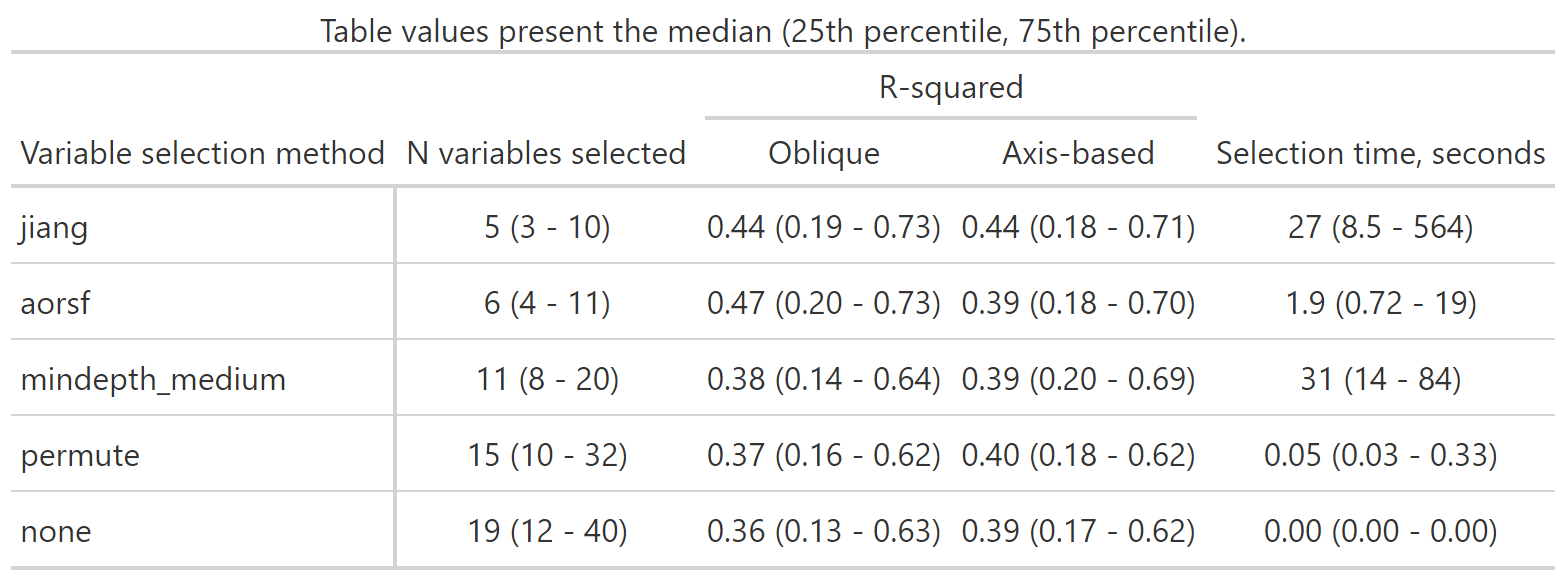 Table values present the median (25th percentile, 75th percentile).
R-squared
Variable selection method N variables selected Oblique Axis-based Selection time, seconds
jiang 5 (3 - 10) 0.44 (0.19 - 0.73) 0.44 (0.18 - 0.71) 27 (8.5 - 564)
aorsf 6 (4 - 11) 0.47 (0.20 - 0.73) 0.39 (0.18 - 0.70) 1.9 (0.72 - 19)
mindepth_medium 11 (8 - 20) 0.38 (0.14 - 0.64) 0.39 (0.20 - 0.69) 31 (14 - 84)
permute 15 (10 - 32) 0.37 (0.16 - 0.62) 0.40 (0.18 - 0.62) 0.05 (0.03 - 0.33)
none 19 (12 - 40) 0.36 (0.13 - 0.63) 0.39 (0.17 - 0.62) 0.00 (0.00 - 0.00)